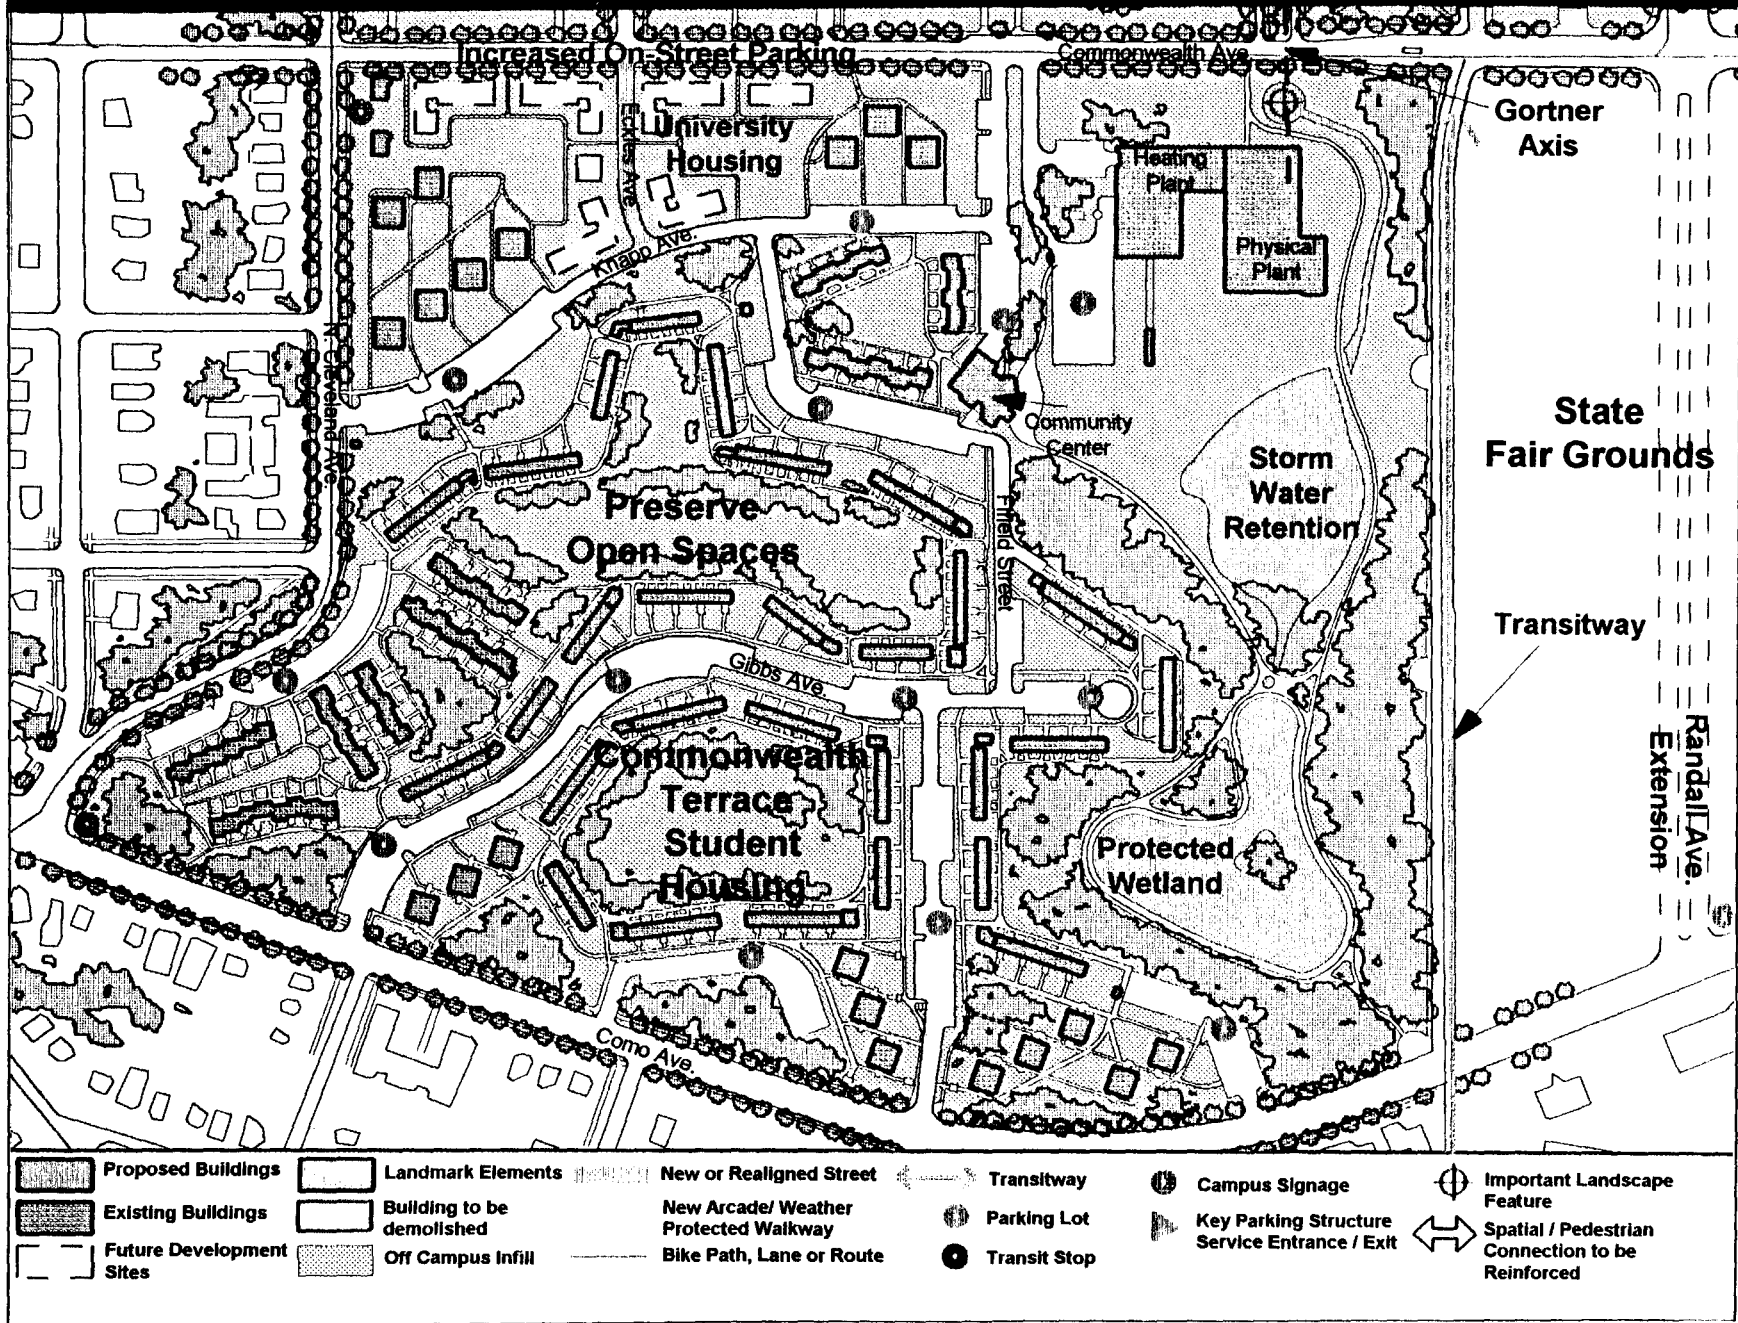 Increased On-Street Parking
Commonwealth Ave
Gortner
Axis
Eckles Ave
University
Housing
Heating
Plant
Physical
Plant
Knapp Ave.
N. Cleveland Ave
Community
Center
State
Fair Grounds
Storm
Water
Retention
Preserve
Open Spaces
Fifield Street
Transitway
Gibbs Ave.
Randall Ave.
Extension
Commonwealth
Terrace
Student
Housing
Protected
Wetland
Como Ave.
Proposed Buildings
Landmark Elements
New or Realigned Street
Transitway
Campus Signage
Important Landscape
Feature
Existing Buildings
Building to be
demolished
New Arcade/ Weather
Protected Walkway
Parking Lot
Key Parking Structure
Service Entrance / Exit
Spatial / Pedestrian
Connection to be
Reinforced
Future Development
Sites
Off Campus Infill
Bike Path, Lane or Route
Transit Stop